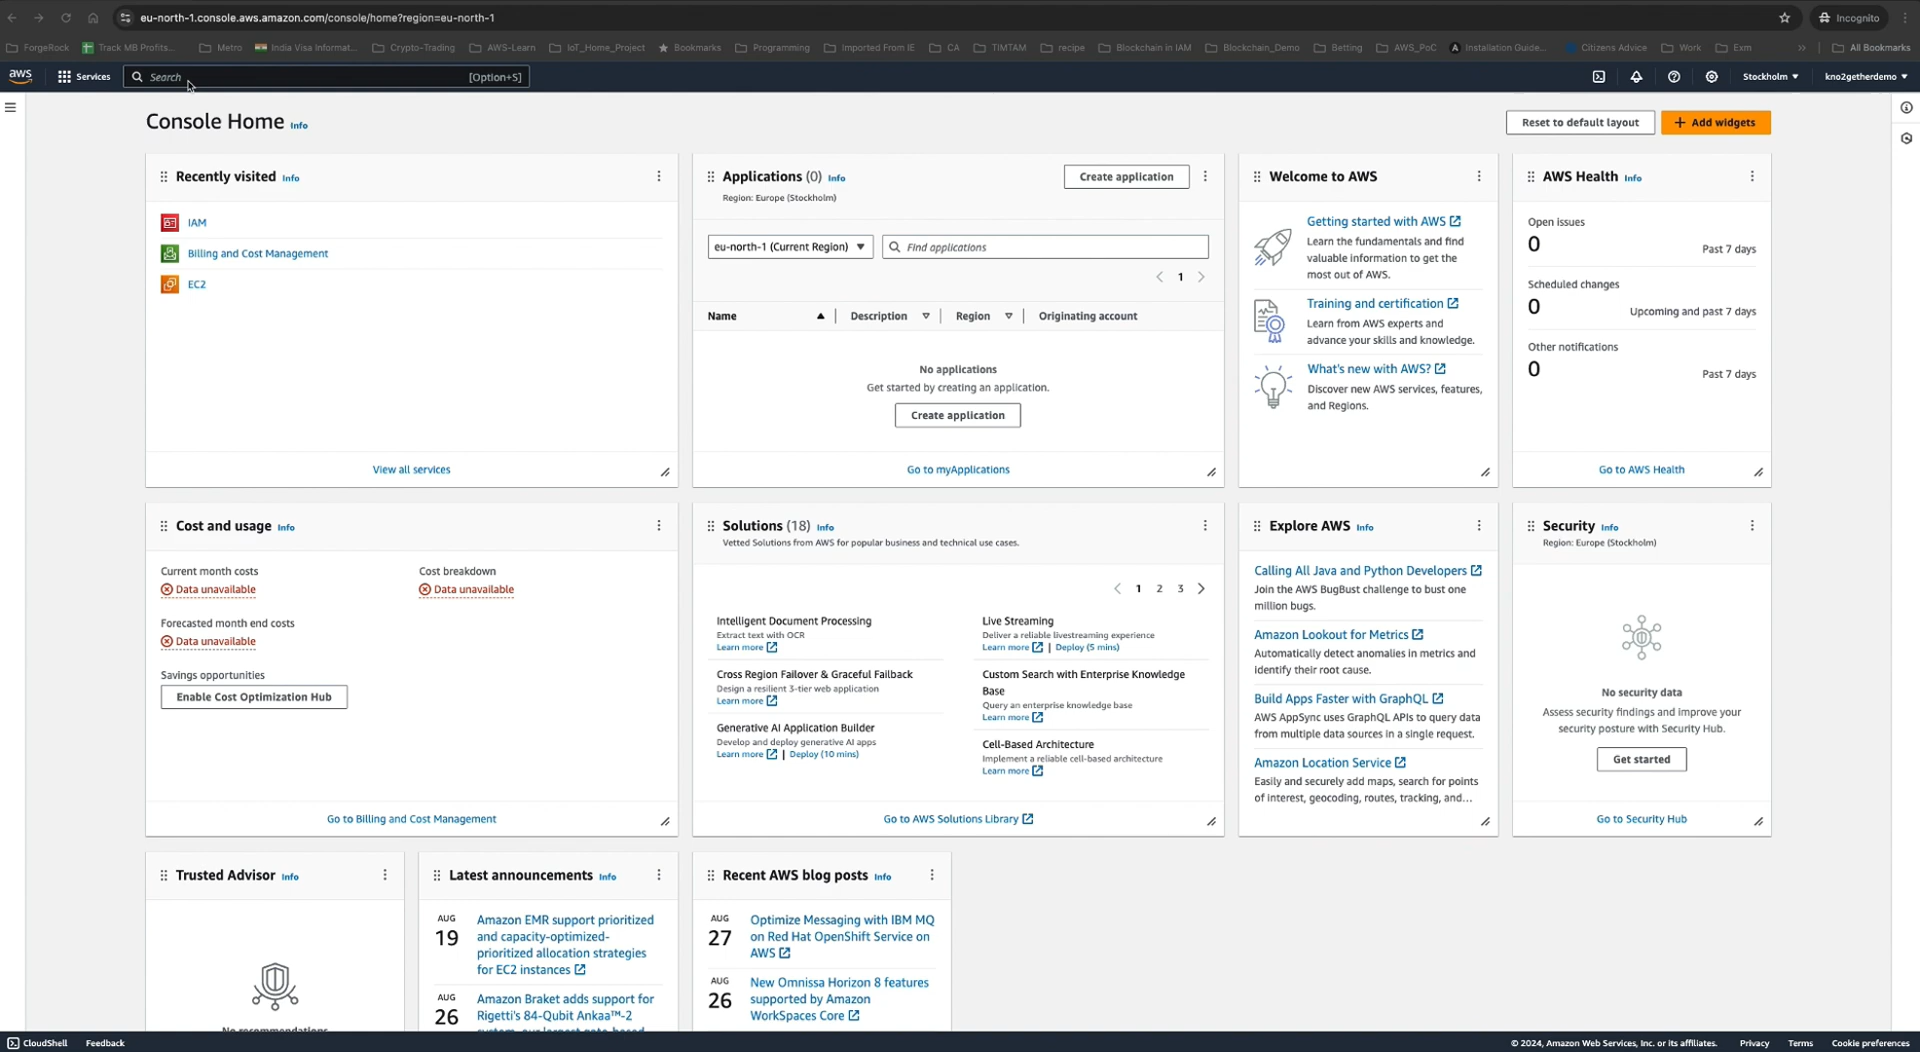 eu-north-1.console.aws.amazon.com/console/home?region=eu-north-1
Incognito
ForgeRock
Track MB Profits...
Metro
India Visa Informat...
Crypto-Trading
AWS-Learn
IoT_Home_Project
Bookmarks
Programming
Imported From IE
CA
TIMTAM
recipe
Blockchain in IAM
Blockchain_Demo
Betting
AWS_PoC
Installation Guide...
Citizens Advice
Work
Exm
All Bookmarks
aws
Services
Search
[Option+S]
Stockholm
kno2getherdemo
Console Home Info
Reset to default layout
Add widgets
Recently visited Info
IAM
Billing and Cost Management
EC2
View all services
Applications (0) Info
Region: Europe (Stockholm)
Create application
eu-north-1 (Current Region)
Find applications
1
Name
Description
Region
Originating account
No applications
Get started by creating an application.
Create application
Go to myApplications
Welcome to AWS
Getting started with AWS
Learn the fundamentals and find
valuable information to get the
most out of AWS.
Training and certification
Learn from AWS experts and
advance your skills and knowledge.
What's new with AWS?
Discover new AWS services, features,
and Regions.
AWS Health Info
Open issues
0
Past 7 days
Scheduled changes
0
Upcoming and past 7 days
Other notifications
0
Past 7 days
Go to AWS Health
Cost and usage Info
Current month costs
Data unavailable
Cost breakdown
Data unavailable
Forecasted month end costs
Data unavailable
Savings opportunities
Enable Cost Optimization Hub
Go to Billing and Cost Management
Solutions (18) Info
Vetted Solutions from AWS for popular business and technical use cases.
1 2 3
Intelligent Document Processing
Extract text with OCR
Learn more
Cross Region Failover & Graceful Failback
Design a resilient 3-tier web application
Learn more
Generative AI Application Builder
Develop and deploy generative AI apps
Learn more | Deploy (10 mins)
Live Streaming
Deliver a reliable livestreaming experience
Learn more | Deploy (5 mins)
Custom Search with Enterprise Knowledge
Base
Query an enterprise knowledge base
Learn more
Cell-Based Architecture
Implement a reliable cell-based architecture
Learn more
Go to AWS Solutions Library
Explore AWS Info
Calling All Java and Python Developers
Join the AWS BugBust challenge to bust one
million bugs.
Amazon Lookout for Metrics
Automatically detect anomalies in metrics and
identify their root cause.
Build Apps Faster with GraphQL
AWS AppSync uses GraphQL APIs to query data
from multiple data sources in a single request.
Amazon Location Service
Easily and securely add maps, search for points
of interest, geocoding, routes, tracking, and...
Security Info
Region: Europe (Stockholm)
No security data
Assess security findings and improve your
security posture with Security Hub.
Get started
Go to Security Hub
Trusted Advisor Info
No recommendations
Latest announcements Info
AUG
19
Amazon EMR support prioritized
and capacity-optimized-
prioritized allocation strategies
for EC2 instances
AUG
26
Amazon Braket adds support for
Rigetti's 84-Qubit Ankaa™-2
Recent AWS blog posts Info
AUG
27
Optimize Messaging with IBM MQ
on Red Hat OpenShift Service on
AWS
AUG
26
New Omnissa Horizon 8 features
supported by Amazon
WorkSpaces Core
CloudShell
Feedback
© 2024, Amazon Web Services, Inc. or its affiliates.
Privacy
Terms
Cookie preferences